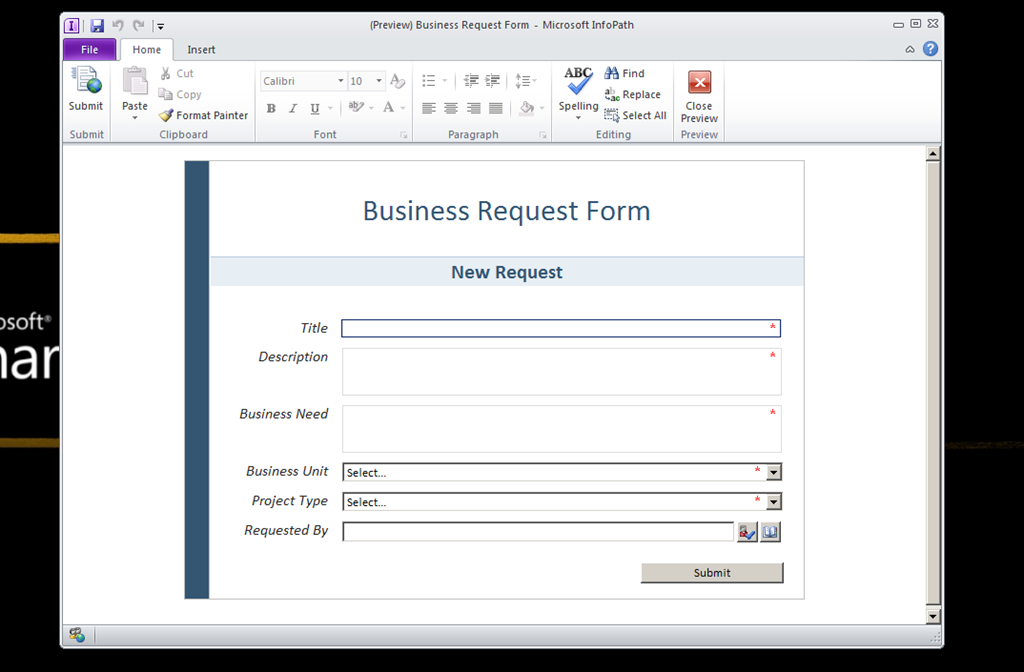 (Preview) Business Request Form - Microsoft InfoPath
File Home Insert
Submit
Paste
Cut
Copy
Format Painter
Calibri 10
B I U A
ABC
Spelling
Find
Replace
Select All
Close
Preview
Submit Clipboard Font Paragraph Editing Preview
Business Request Form
New Request
Title *
Description *
Business Need *
Business Unit Select... *
Project Type Select... *
Requested By
Submit
osoft®